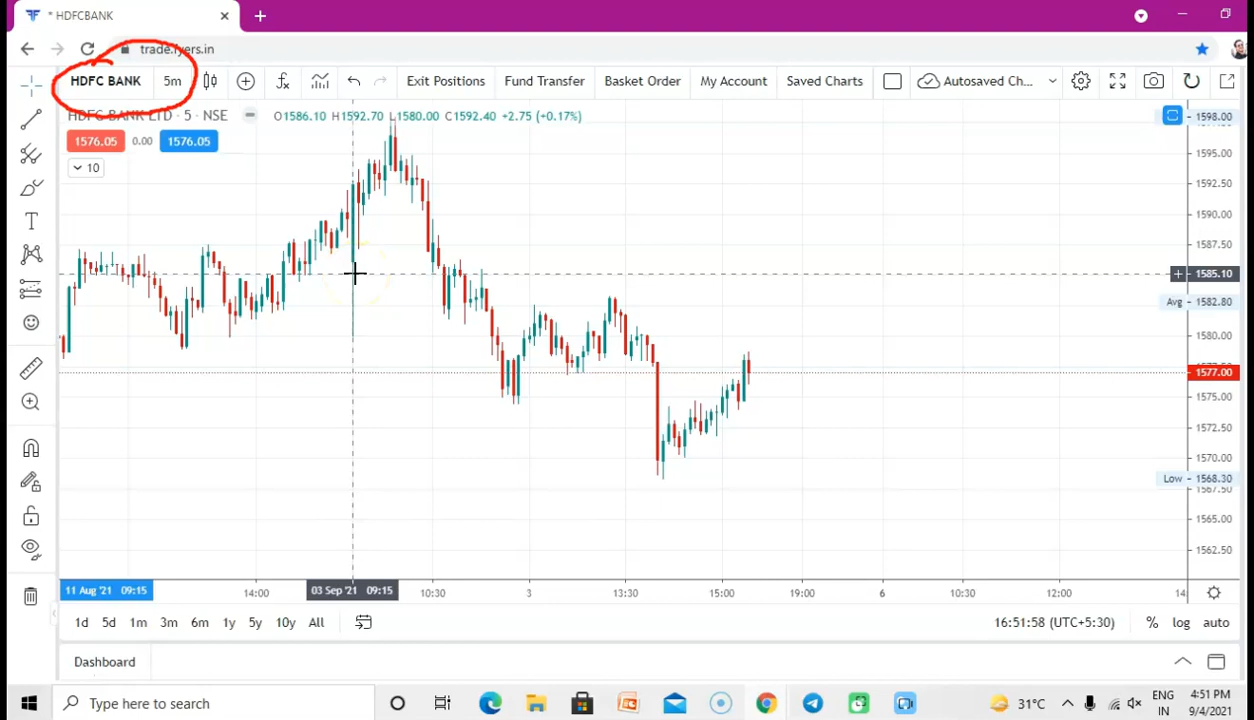 * HDFCBANK
trade.fyers.in
HDFC BANK 5m Exit Positions Fund Transfer Basket Order My Account Saved Charts Autosaved Ch...
HDFC BANK LTD · 5 · NSE O1586.10 H1592.70 L1580.00 C1592.40 +2.75 (+0.17%)
1576.05 0.00 1576.05
10
1598.00
1595.00
1592.50
1590.00
1587.50
1585.10
Avg 1582.80
1580.00
1577.00
1575.00
1572.50
1570.00
Low 1568.30
1567.50
1565.00
1562.50
11 Aug '21 09:15 14:00 03 Sep '21 09:15 10:30 3 13:30 15:00 19:00 6 10:30 12:00 14:
1d 5d 1m 3m 6m 1y 5y 10y All 16:51:58 (UTC+5:30) % log auto
Dashboard
Type here to search 31°C ENG 4:51 PM
IN 9/4/2021